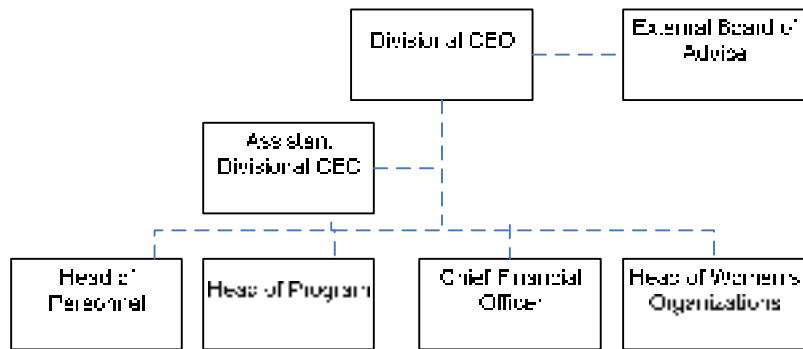 Divisional CEO
External Board of
Advise
Assistant
Divisional CEO
Head of
Personnel
Head of Program
Chief Financial
Officer
Head of Women's
Organizations